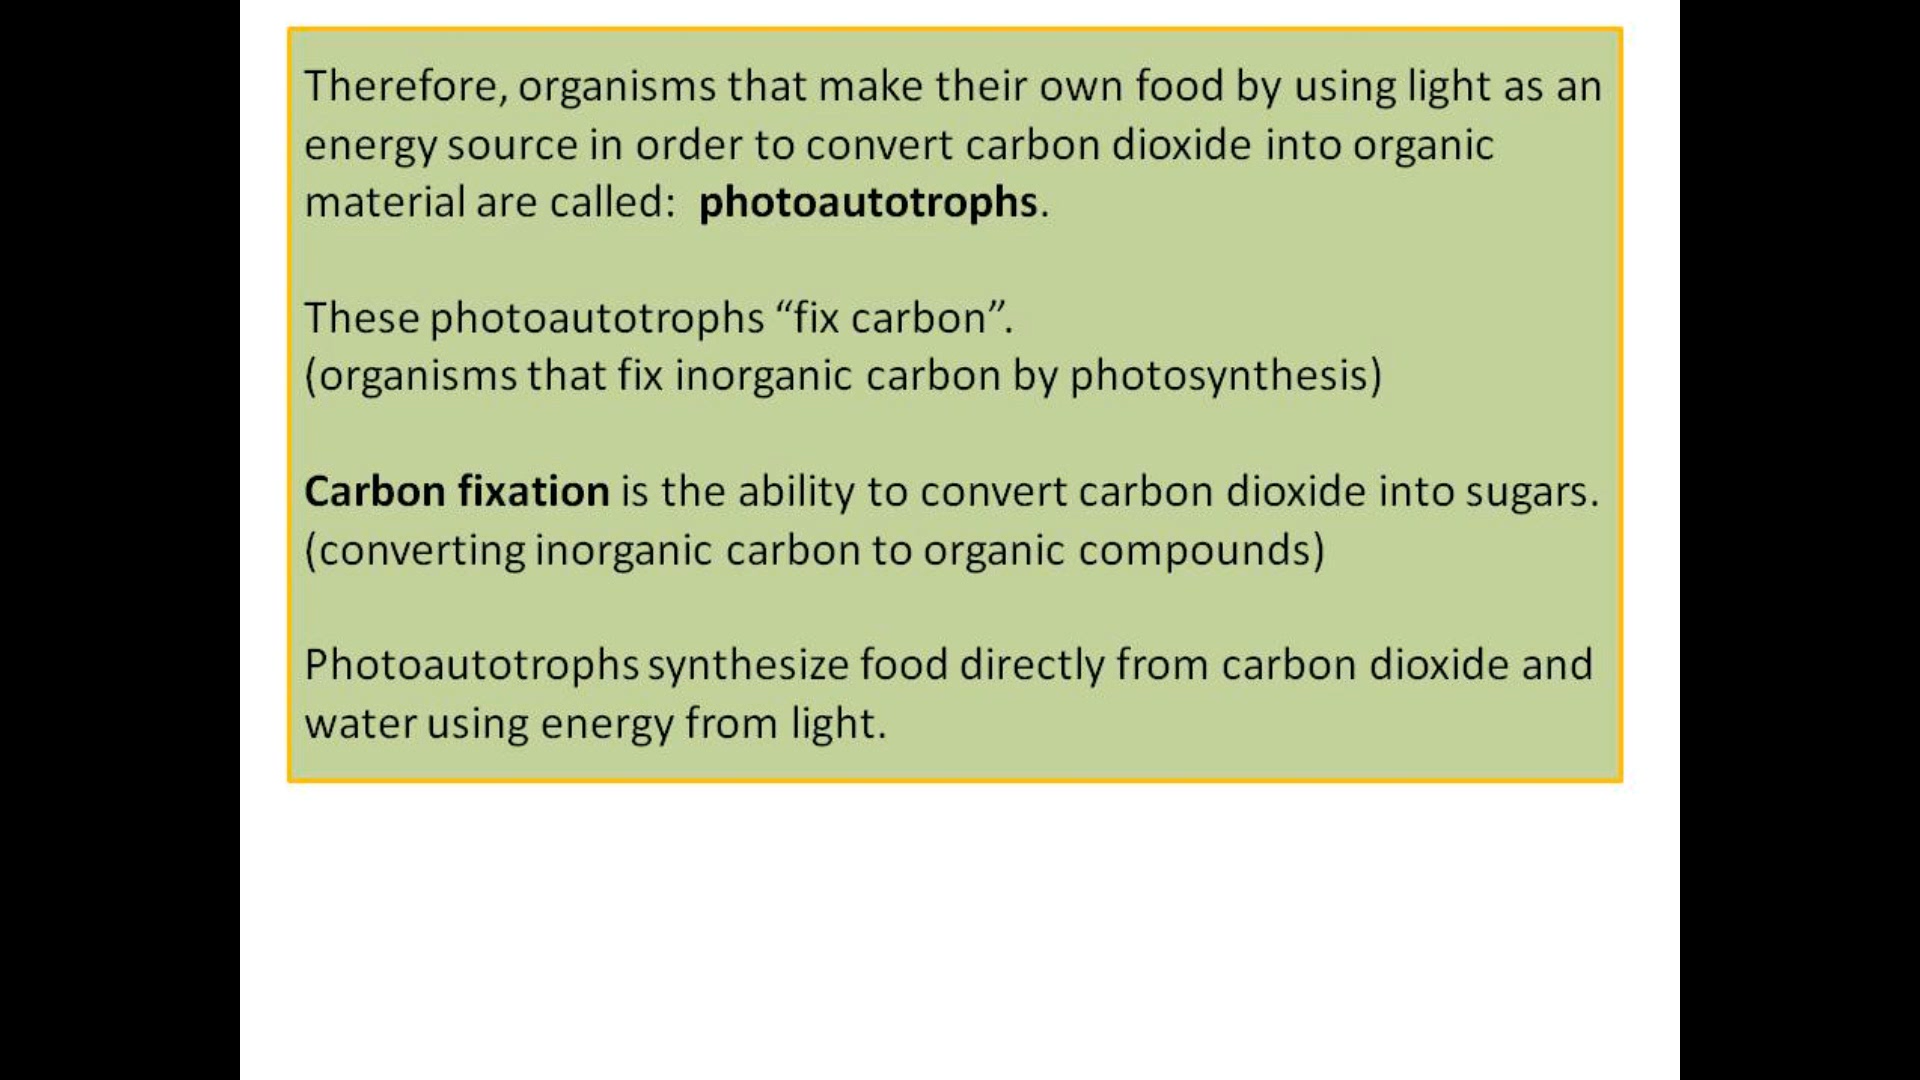 Therefore, organisms that make their own food by using light as an
energy source in order to convert carbon dioxide into organic
material are called: photoautotrophs.
These photoautotrophs “fix carbon”.
(organisms that fix inorganic carbon by photosynthesis)
Carbon fixation is the ability to convert carbon dioxide into sugars.
(converting inorganic carbon to organic compounds)
Photoautotrophs synthesize food directly from carbon dioxide and
water using energy from light.